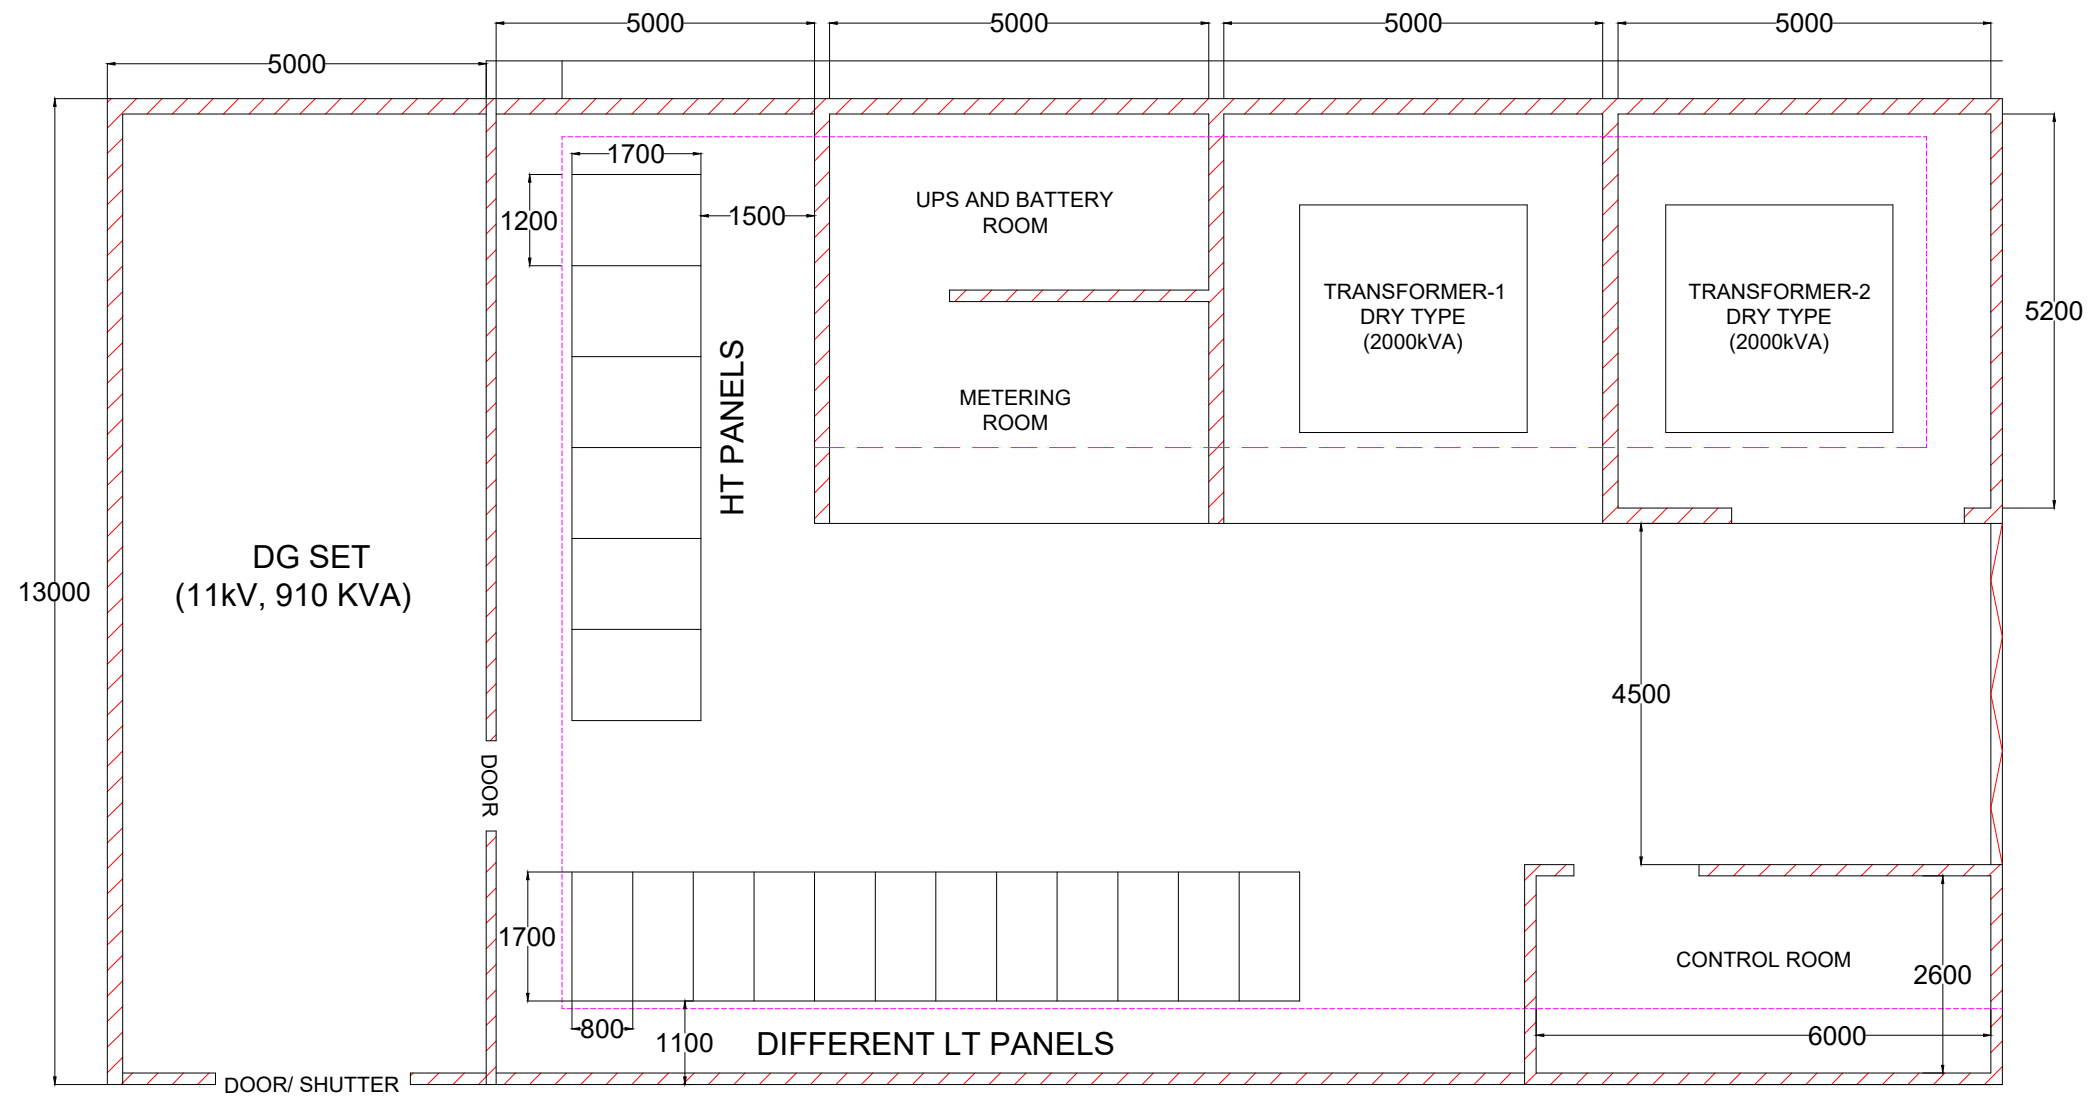 5000
5000
5000
5000
5000
1700
1200
1500
UPS AND BATTERY
ROOM
TRANSFORMER-1
DRY TYPE
(2000kVA)
TRANSFORMER-2
DRY TYPE
(2000kVA)
5200
METERING
ROOM
HT PANELS
DG SET
(11kV, 910 KVA)
13000
4500
DOOR
1700
CONTROL ROOM
2600
800
1100
DIFFERENT LT PANELS
6000
DOOR/ SHUTTER